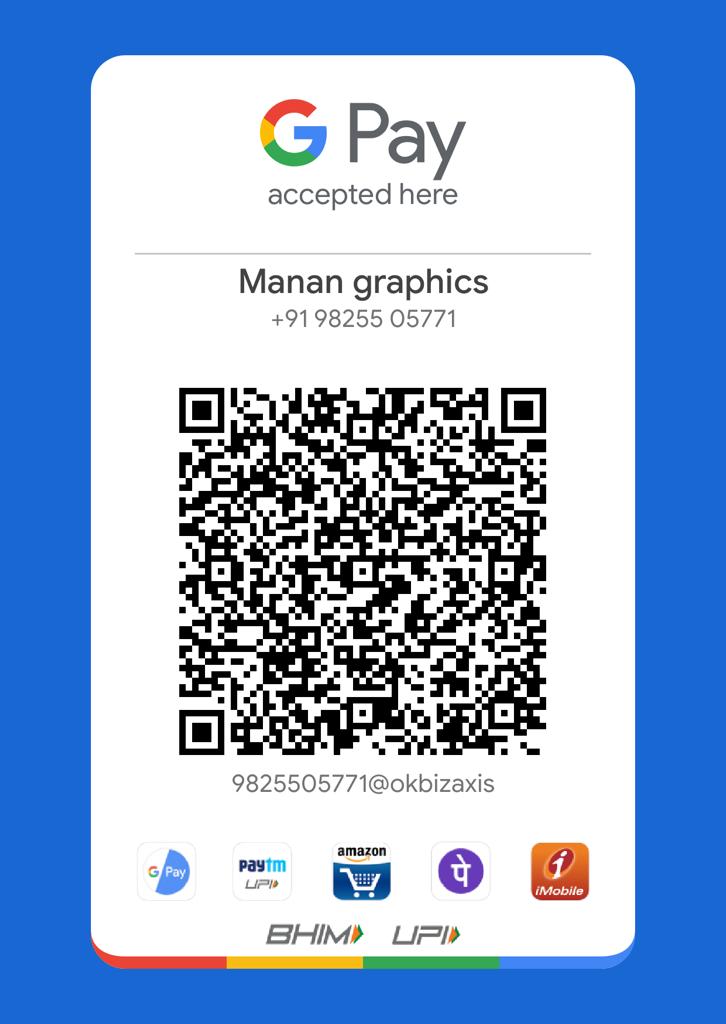 G Pay
accepted here
Manan graphics
+91 98255 05771
9825505771@okbizaxis
G Pay
paytm
UPI
amazon
पे
i
iMobile
BHIM UPI